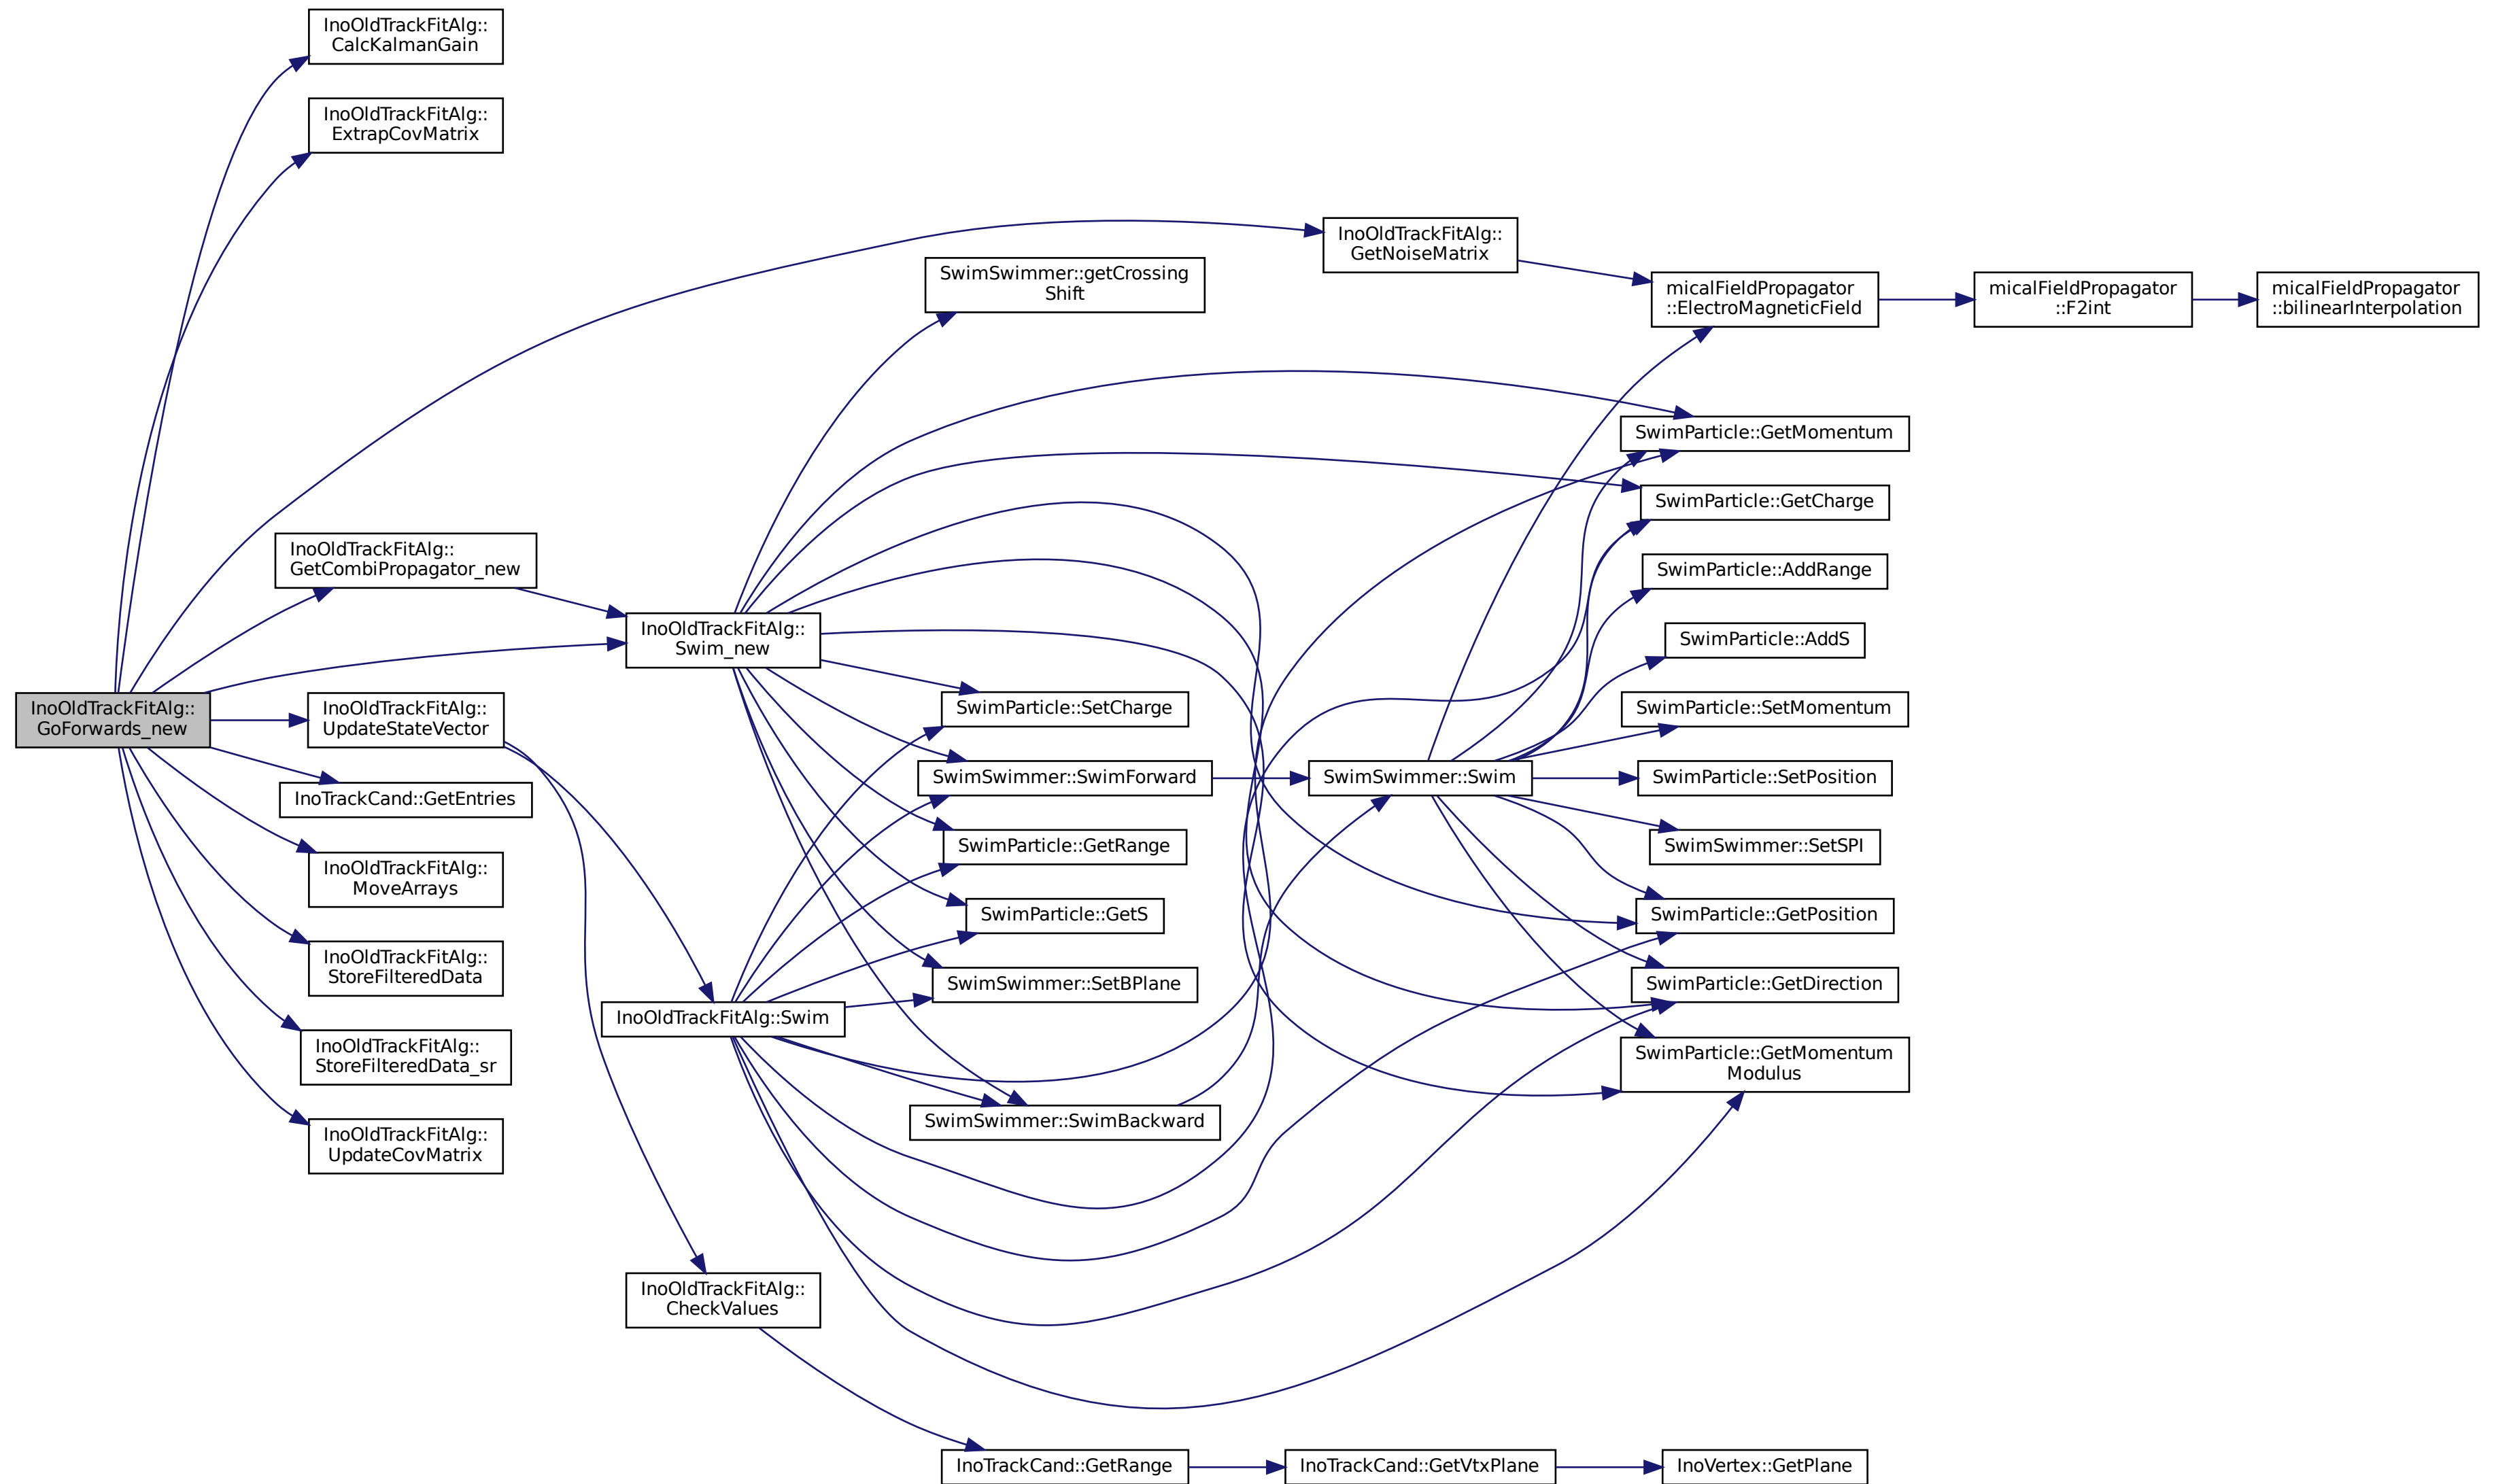 InoOldTrackFitAlg::
CalcKalmanGain
InoOldTrackFitAlg::
ExtrapCovMatrix
InoOldTrackFitAlg::
GetNoiseMatrix
SwimSwimmer::getCrossing
Shift
micalFieldPropagator
::ElectroMagneticField
micalFieldPropagator
::F2int
micalFieldPropagator
::bilinearInterpolation
SwimParticle::GetMomentum
SwimParticle::GetCharge
InoOldTrackFitAlg::
GetCombiPropagator_new
SwimParticle::AddRange
InoOldTrackFitAlg::
Swim_new
SwimParticle::AddS
InoOldTrackFitAlg::
GoForwards_new
InoOldTrackFitAlg::
UpdateStateVector
SwimParticle::SetCharge
SwimParticle::SetMomentum
InoTrackCand::GetEntries
SwimSwimmer::SwimForward
SwimSwimmer::Swim
SwimParticle::SetPosition
SwimParticle::GetRange
SwimSwimmer::SetSPI
InoOldTrackFitAlg::
MoveArrays
SwimParticle::GetS
SwimParticle::GetPosition
InoOldTrackFitAlg::
StoreFilteredData
SwimSwimmer::SetBPlane
SwimParticle::GetDirection
InoOldTrackFitAlg::Swim
InoOldTrackFitAlg::
StoreFilteredData_sr
SwimParticle::GetMomentum
Modulus
SwimSwimmer::SwimBackward
InoOldTrackFitAlg::
UpdateCovMatrix
InoOldTrackFitAlg::
CheckValues
InoTrackCand::GetRange
InoTrackCand::GetVtxPlane
InoVertex::GetPlane